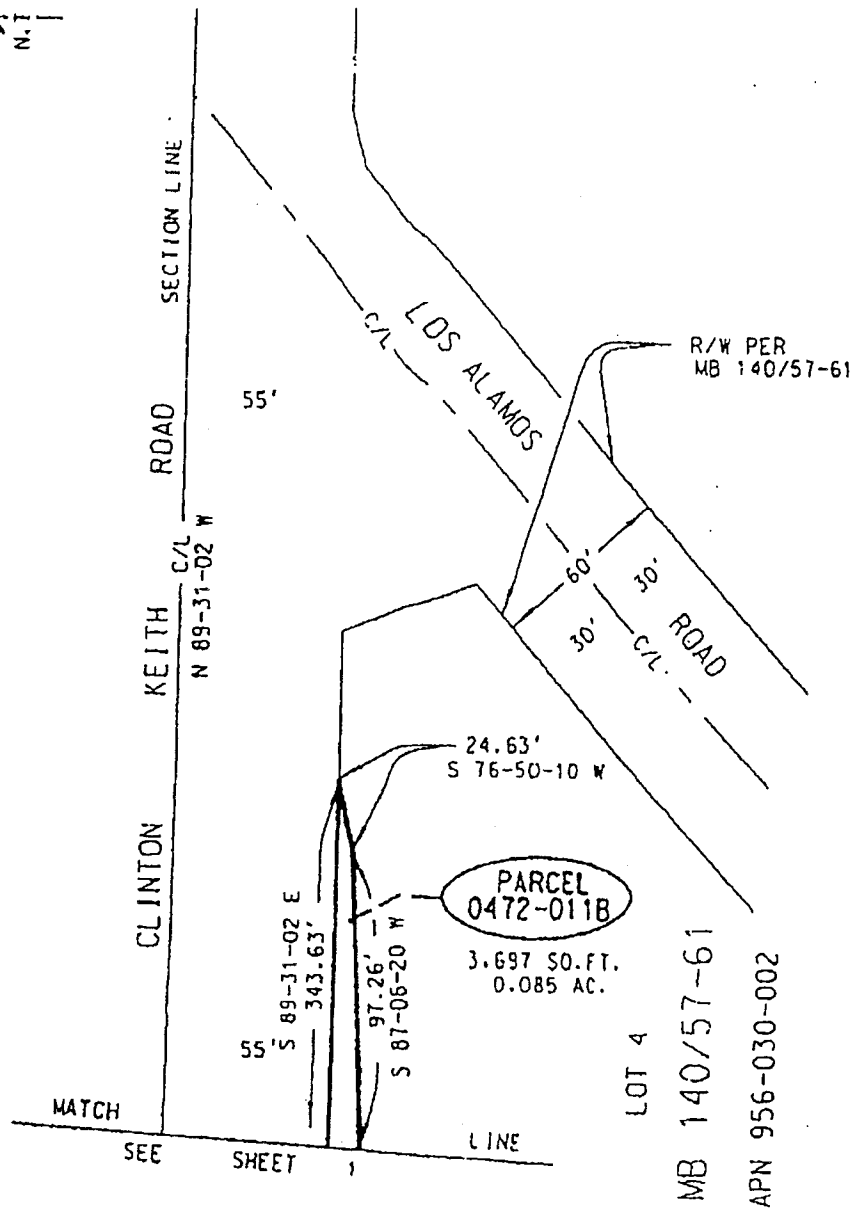 N.
SECTION LINE
ROAD
C/L
N 89-31-02 W
KEITH
CLINTON
55'
C/L
LOS ALAMOS
R/W PER
MB 140/57-61
60'
30'
30'
ROAD
C/L
24.63'
S 76-50-10 W
PARCEL
0472-011B
3,697 SQ.FT.
0.085 AC.
S 89-31-02 E
343.63'
97.26'
S 87-06-20 W
55'
LOT 4
MB 140/57-61
APN 956-030-002
MATCH LINE
SEE SHEET 1